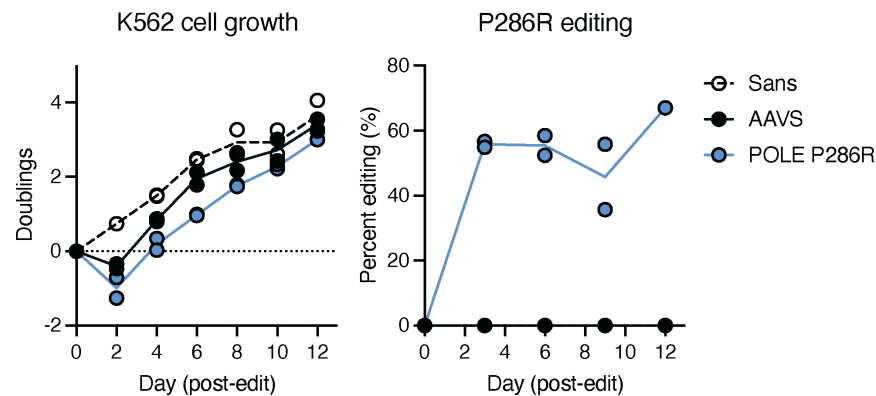 K562 cell growth
P286R editing
Doublings
4
2
0
-2
0 2 4 6 8 10 12
Day (post-edit)
Percent editing (%)
80
60
40
20
0
0 2 4 6 8 10 12
Day (post-edit)
Sans
AAVS
POLE P286R